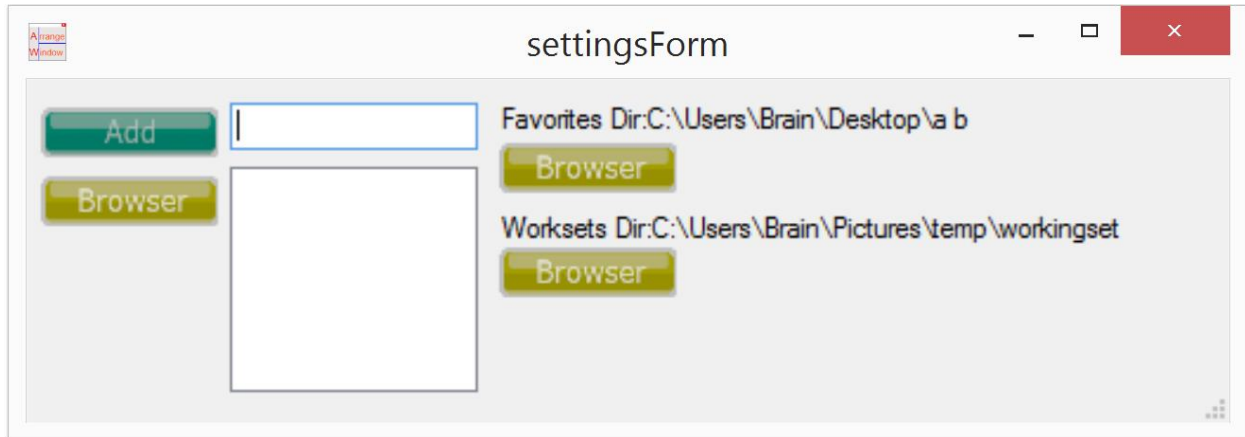 Arrange
Window
settingsForm
Add
Browser
Favorites Dir:C:\Users\Brain\Desktop\a b
Browser
Worksets Dir:C:\Users\Brain\Pictures\temp\workingset
Browser